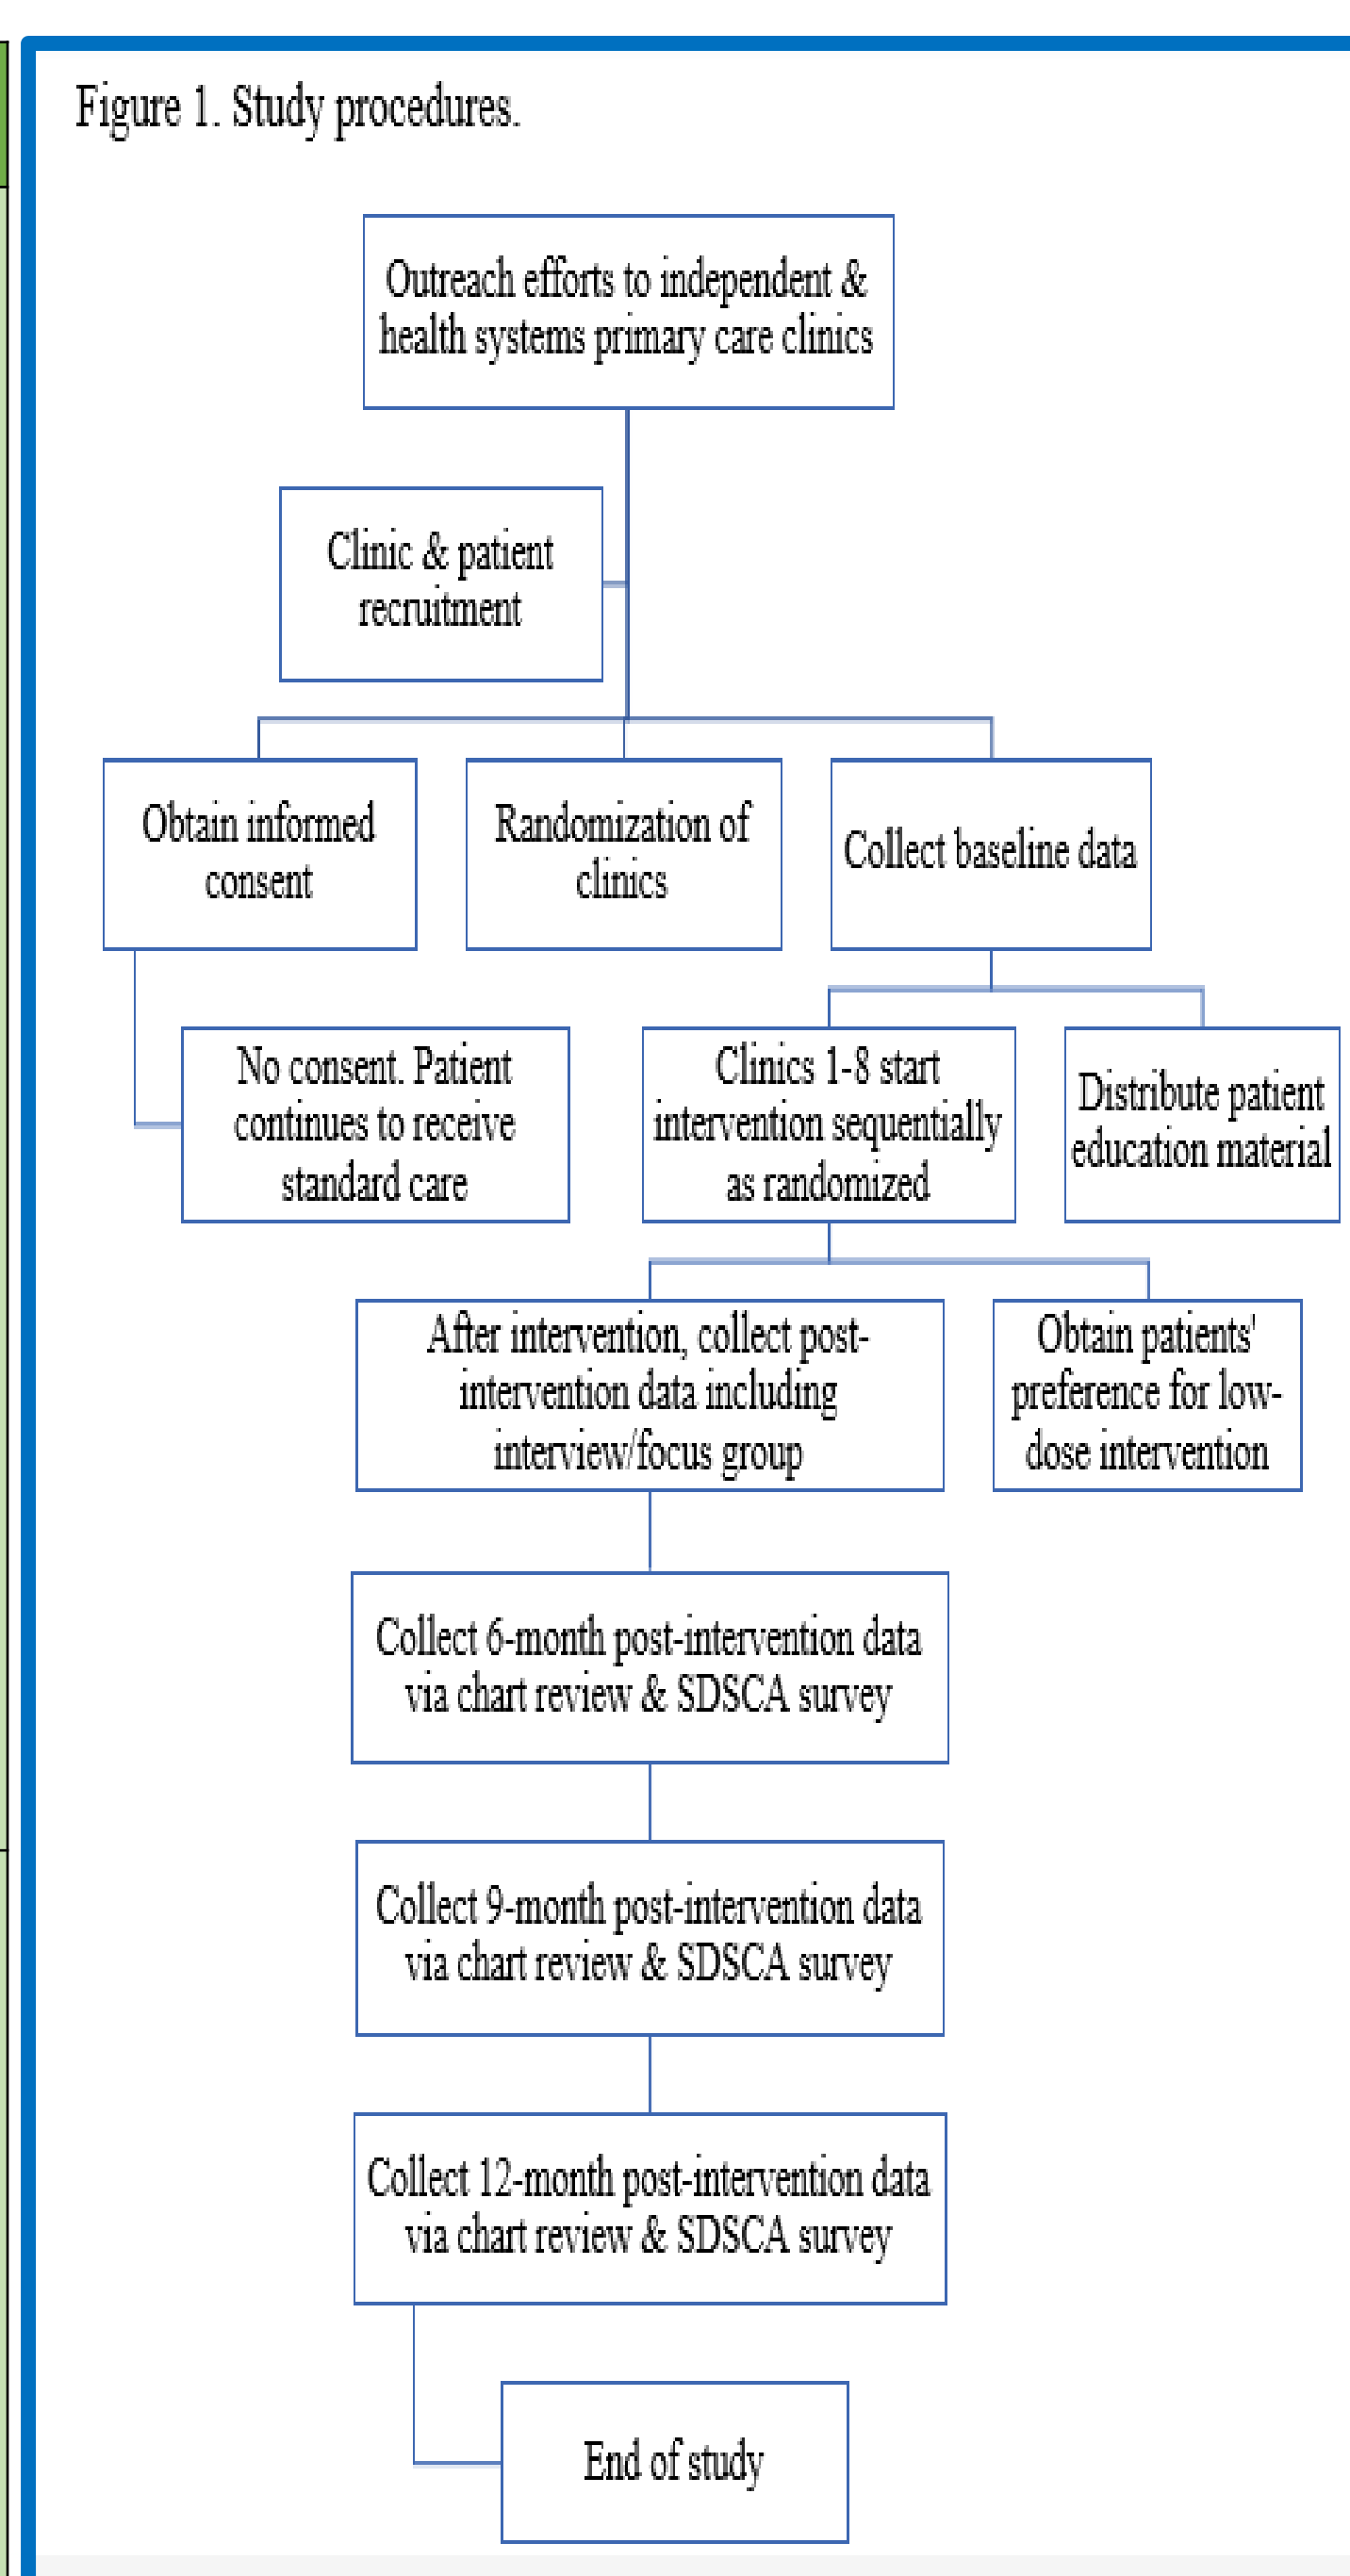 Figure 1. Study procedures.
Outreach efforts to independent &
health systems primary care clinics
Clinic & patient
recruitment
Obtain informed
consent
Randomization of
clinics
Collect baseline data
No consent. Patient
continues to receive
standard care
Clinics 1-8 start
intervention sequentially
as randomized
Distribute patient
education material
After intervention, collect post-
intervention data including
interview/focus group
Obtain patients'
preference for low-
dose intervention
Collect 6-month post-intervention data
via chart review & SDSCA survey
Collect 9-month post-intervention data
via chart review & SDSCA survey
Collect 12-month post-intervention data
via chart review & SDSCA survey
End of study